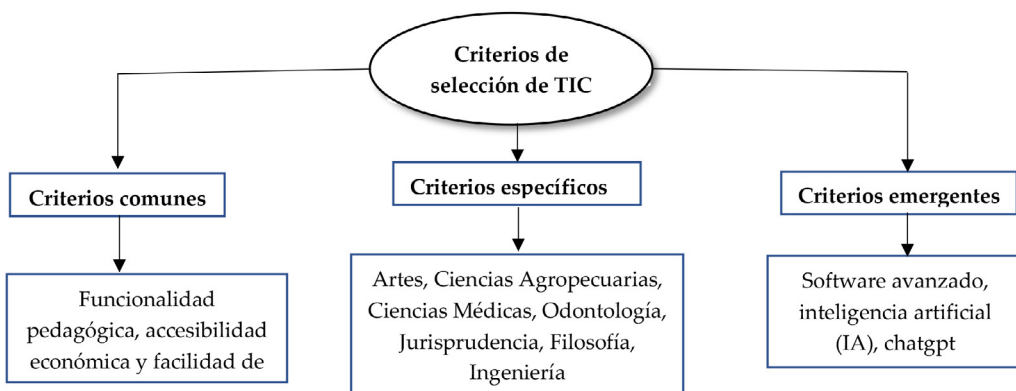 Criterios de
selección de TIC
Criterios comunes
Criterios específicos
Criterios emergentes
Funcionalidad
pedagógica, accesibilidad
económica y facilidad de
Artes, Ciencias Agropecuarias,
Ciencias Médicas, Odontología,
Jurisprudencia, Filosofía,
Ingeniería
Software avanzado,
inteligencia artificial
(IA), chatgpt